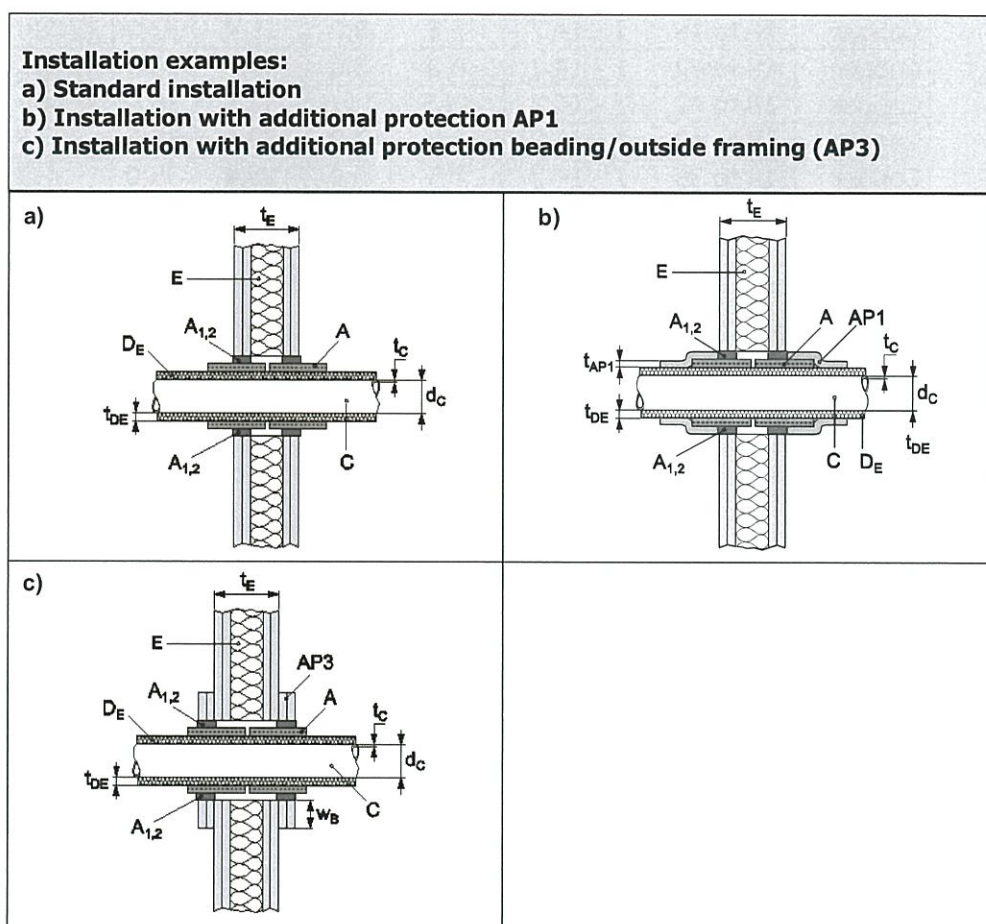 Installation examples:
a) Standard installation
b) Installation with additional protection AP1
c) Installation with additional protection beading/outside framing (AP3)
a)
tE
E
A1,2
A
DE
tC
dC
tDE
A1,2
C
b)
tE
E
A1,2
A
AP1
tC
tAP1
dC
tDE
tDE
A1,2
C
DE
c)
tE
E
AP3
A1,2
A
DE
tC
dC
tDE
C
A1,2
wB